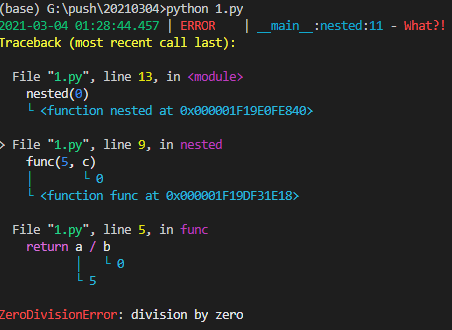 (base) G:\push\20210304>python 1.py
2021-03-04 01:28:44.457 | ERROR    | __main__:nested:11 - What?!
Traceback (most recent call last):
  File "1.py", line 13, in <module>
    nested(0)
    └ <function nested at 0x000001F19E0FE840>
> File "1.py", line 9, in nested
    func(5, c)
    │       └ 0
    └ <function func at 0x000001F19DF31E18>
  File "1.py", line 5, in func
    return a / b
           │   └ 0
           └ 5
ZeroDivisionError: division by zero